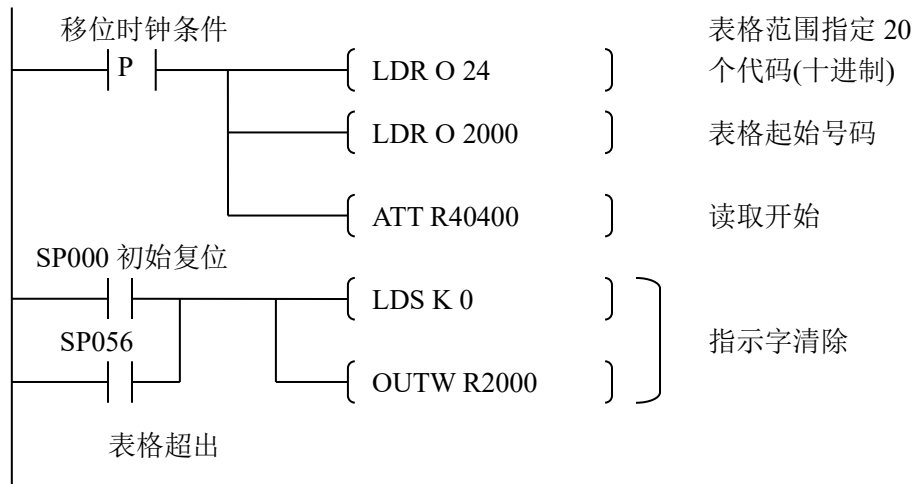 移位时钟条件
表格范围指定 20
P
LDR O 24
个代码(十进制)
LDR O 2000
表格起始号码
ATT R40400
读取开始
SP000 初始复位
LDS K 0
SP056
指示字清除
OUTW R2000
表格超出